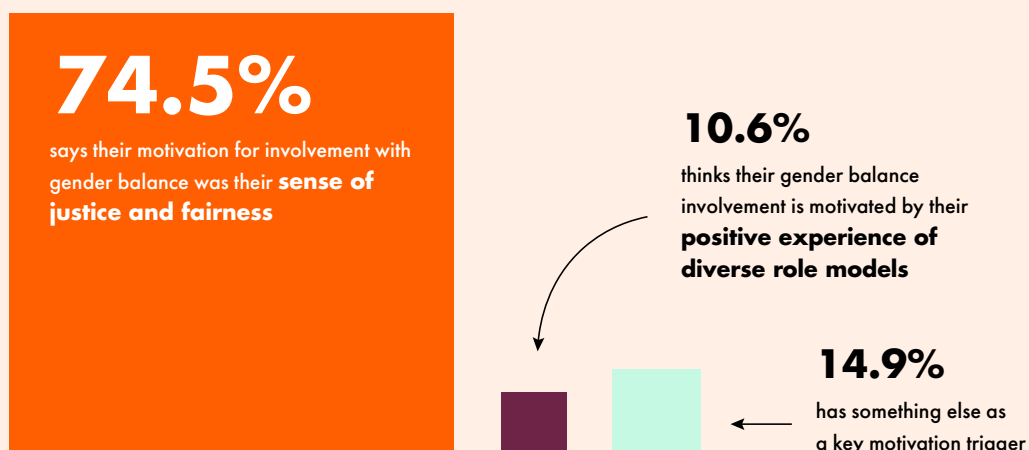 74.5%
says their motivation for involvement with
gender balance was their sense of
justice and fairness
10.6%
thinks their gender balance
involvement is motivated by their
positive experience of
diverse role models
14.9%
has something else as
a key motivation trigger